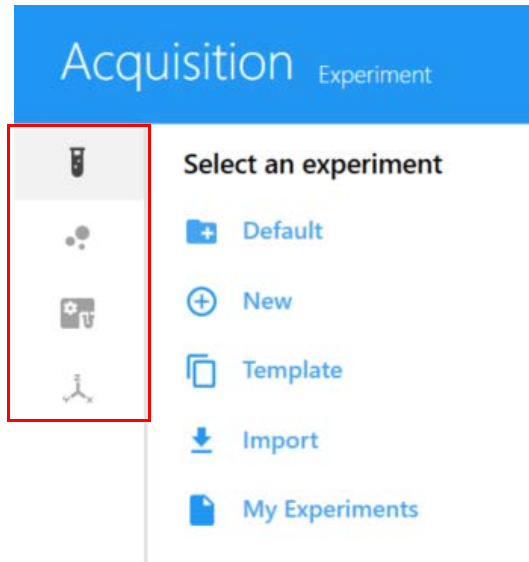 Acquisition Experiment
Select an experiment
Default
New
Template
Import
My Experiments